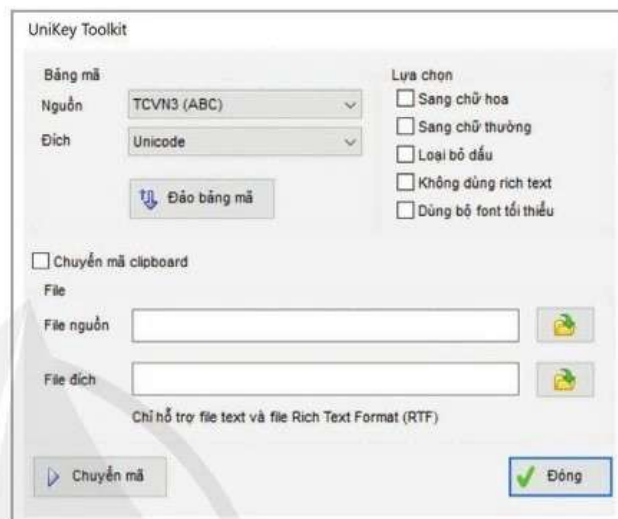 UniKey Toolkit
Bảng mã
Nguồn TCVN3 (ABC)
Đích Unicode
Đảo bảng mã
Lựa chọn
Sang chữ hoa
Sang chữ thường
Loại bỏ dấu
Không dùng rich text
Dùng bộ font tối thiểu
Chuyển mã clipboard
File
File nguồn
File đích
Chỉ hỗ trợ file text và file Rich Text Format (RTF)
Chuyển mã
Đóng